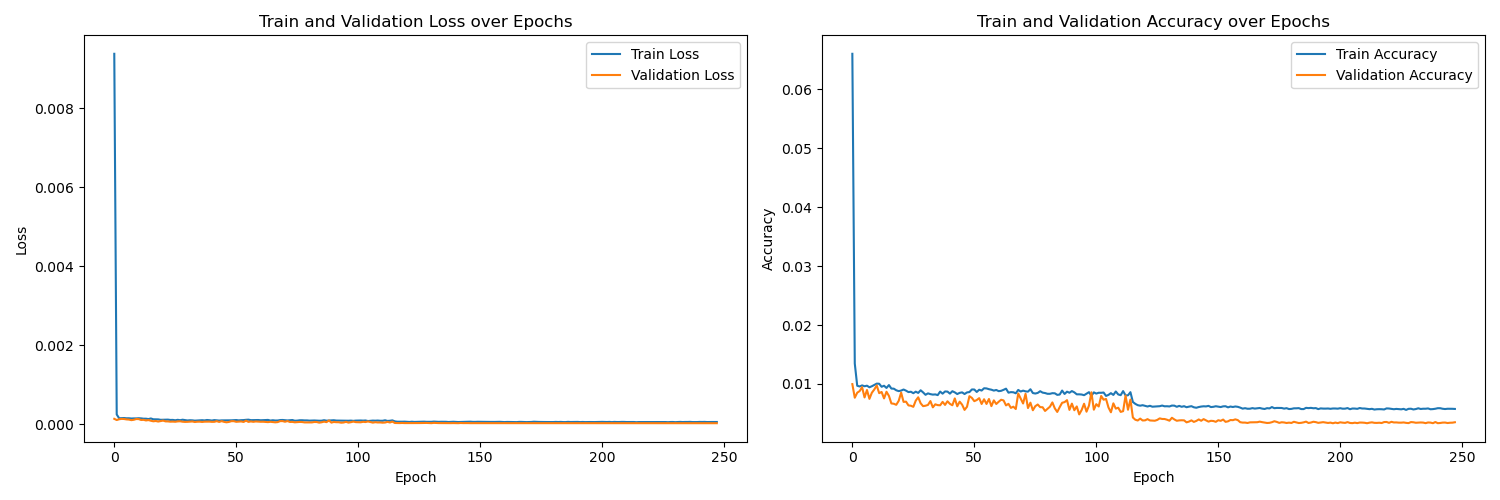 Train and Validation Loss over Epochs
Train Loss
Validation Loss
0.008
0.006
0.004
0.002
0.000
Loss
0
50
100
150
200
250
Epoch
Train and Validation Accuracy over Epochs
Train Accuracy
Validation Accuracy
0.06
0.05
0.04
0.03
0.02
0.01
Accuracy
0
50
100
150
200
250
Epoch